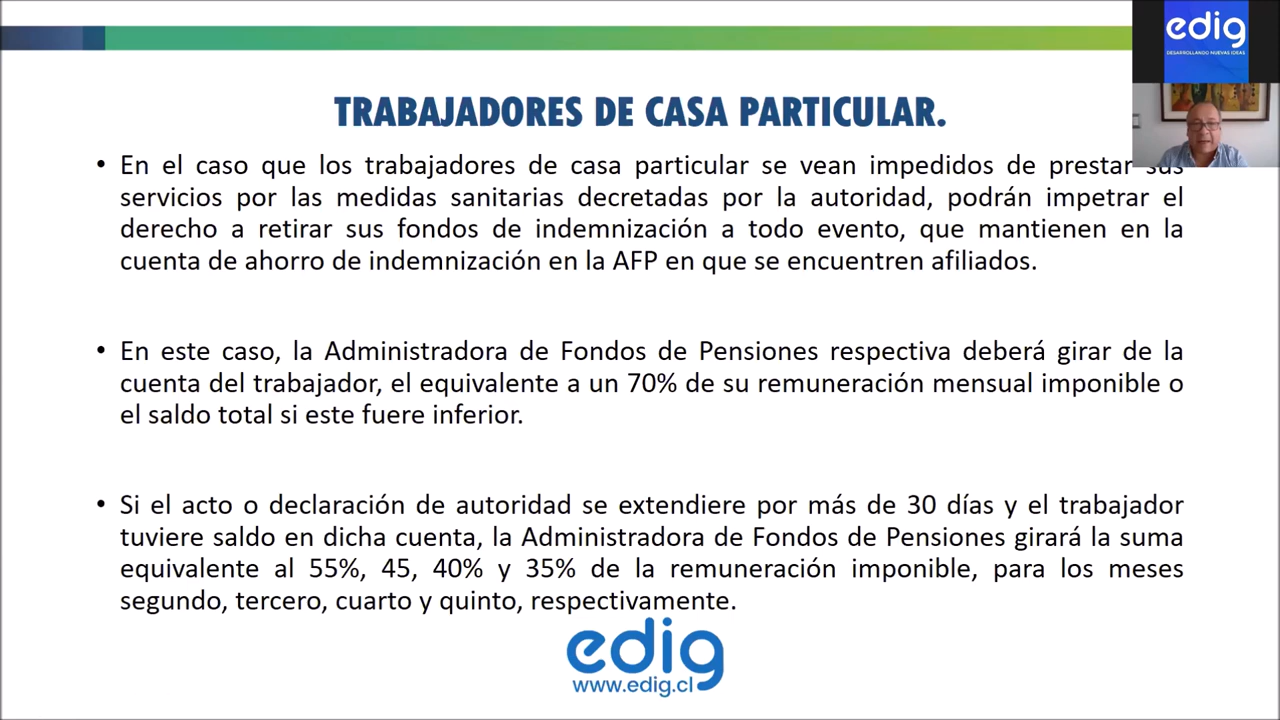 edig
DESARROLLANDO NUEVAS IDEAS
TRABAJADORES DE CASA PARTICULAR.
• En el caso que los trabajadores de casa particular se vean impedidos de prestar sus
servicios por las medidas sanitarias decretadas por la autoridad, podrán impetrar el
derecho a retirar sus fondos de indemnización a todo evento, que mantienen en la
cuenta de ahorro de indemnización en la AFP en que se encuentren afiliados.
• En este caso, la Administradora de Fondos de Pensiones respectiva deberá girar de la
cuenta del trabajador, el equivalente a un 70% de su remuneración mensual imponible o
el saldo total si este fuere inferior.
• Si el acto o declaración de autoridad se extendiere por más de 30 días y el trabajador
tuviere saldo en dicha cuenta, la Administradora de Fondos de Pensiones girará la suma
equivalente al 55%, 45, 40% y 35% de la remuneración imponible, para los meses
segundo, tercero, cuarto y quinto, respectivamente.
edig
www.edig.cl